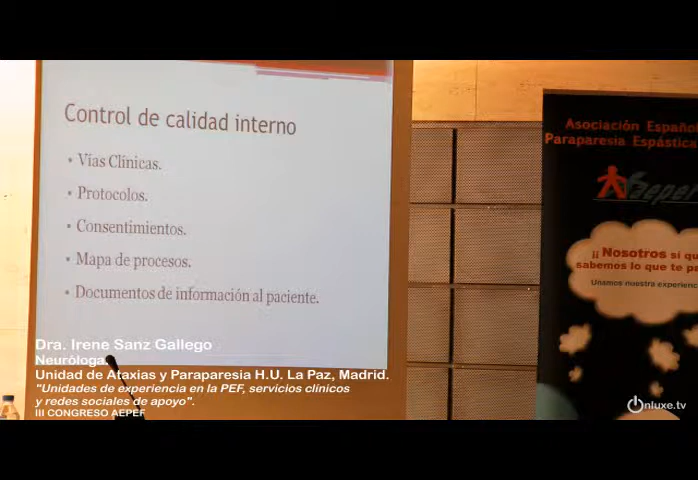 Control de calidad interno
• Vías Clínicas.
• Protocolos.
• Consentimientos.
• Mapa de procesos.
• Documentos de información al paciente.
Asociación Español
Paraparesia Espástica
aepef
¡¡ Nosotros sí qu
sabemos lo que te pa
Unamos nuestra experienc
Dra. Irene Sanz Gallego
Neuróloga.
Unidad de Ataxias y Paraparesia H.U. La Paz, Madrid.
"Unidades de experiencia en la PEF, servicios clínicos
y redes sociales de apoyo".
III CONGRESO AEPEF
Onluxe.tv